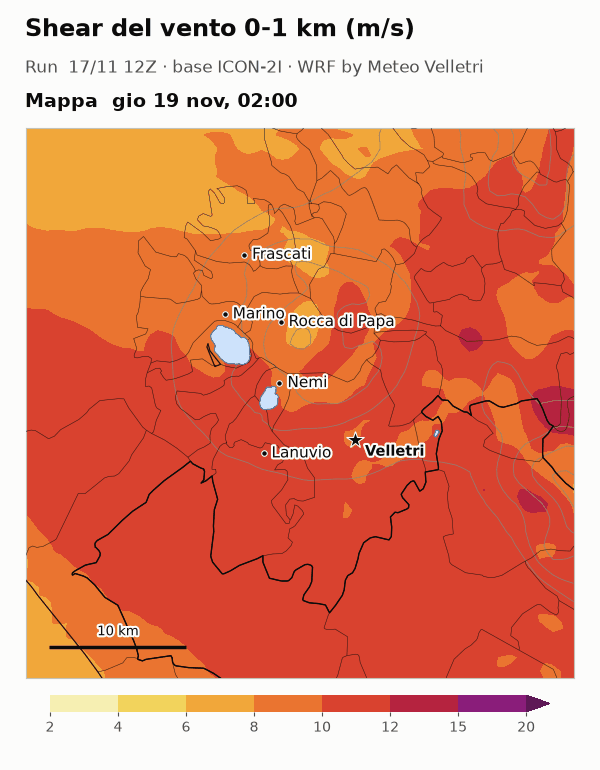 Shear del vento 0-1 km (m/s)
Run  17/11 12Z · base ICON-2I · WRF by Meteo Velletri
Mappa  gio 19 nov, 02:00
Frascati
Marino
Rocca di Papa
Nemi
Lanuvio
Velletri
10 km
2 4 6 8 10 12 15 20